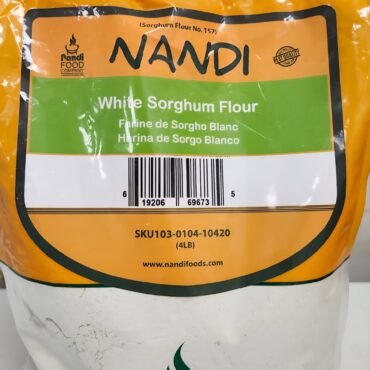 (Sorghum Flour No. 157)
NANDI
Nandi
FOOD
COMPANY
White Sorghum Flour
Farine de Sorgho Blanc
Harina de Sorgo Blanco
6 19206 69673 5
SKU103-0104-10420
(4LB)
www.nandifoods.com